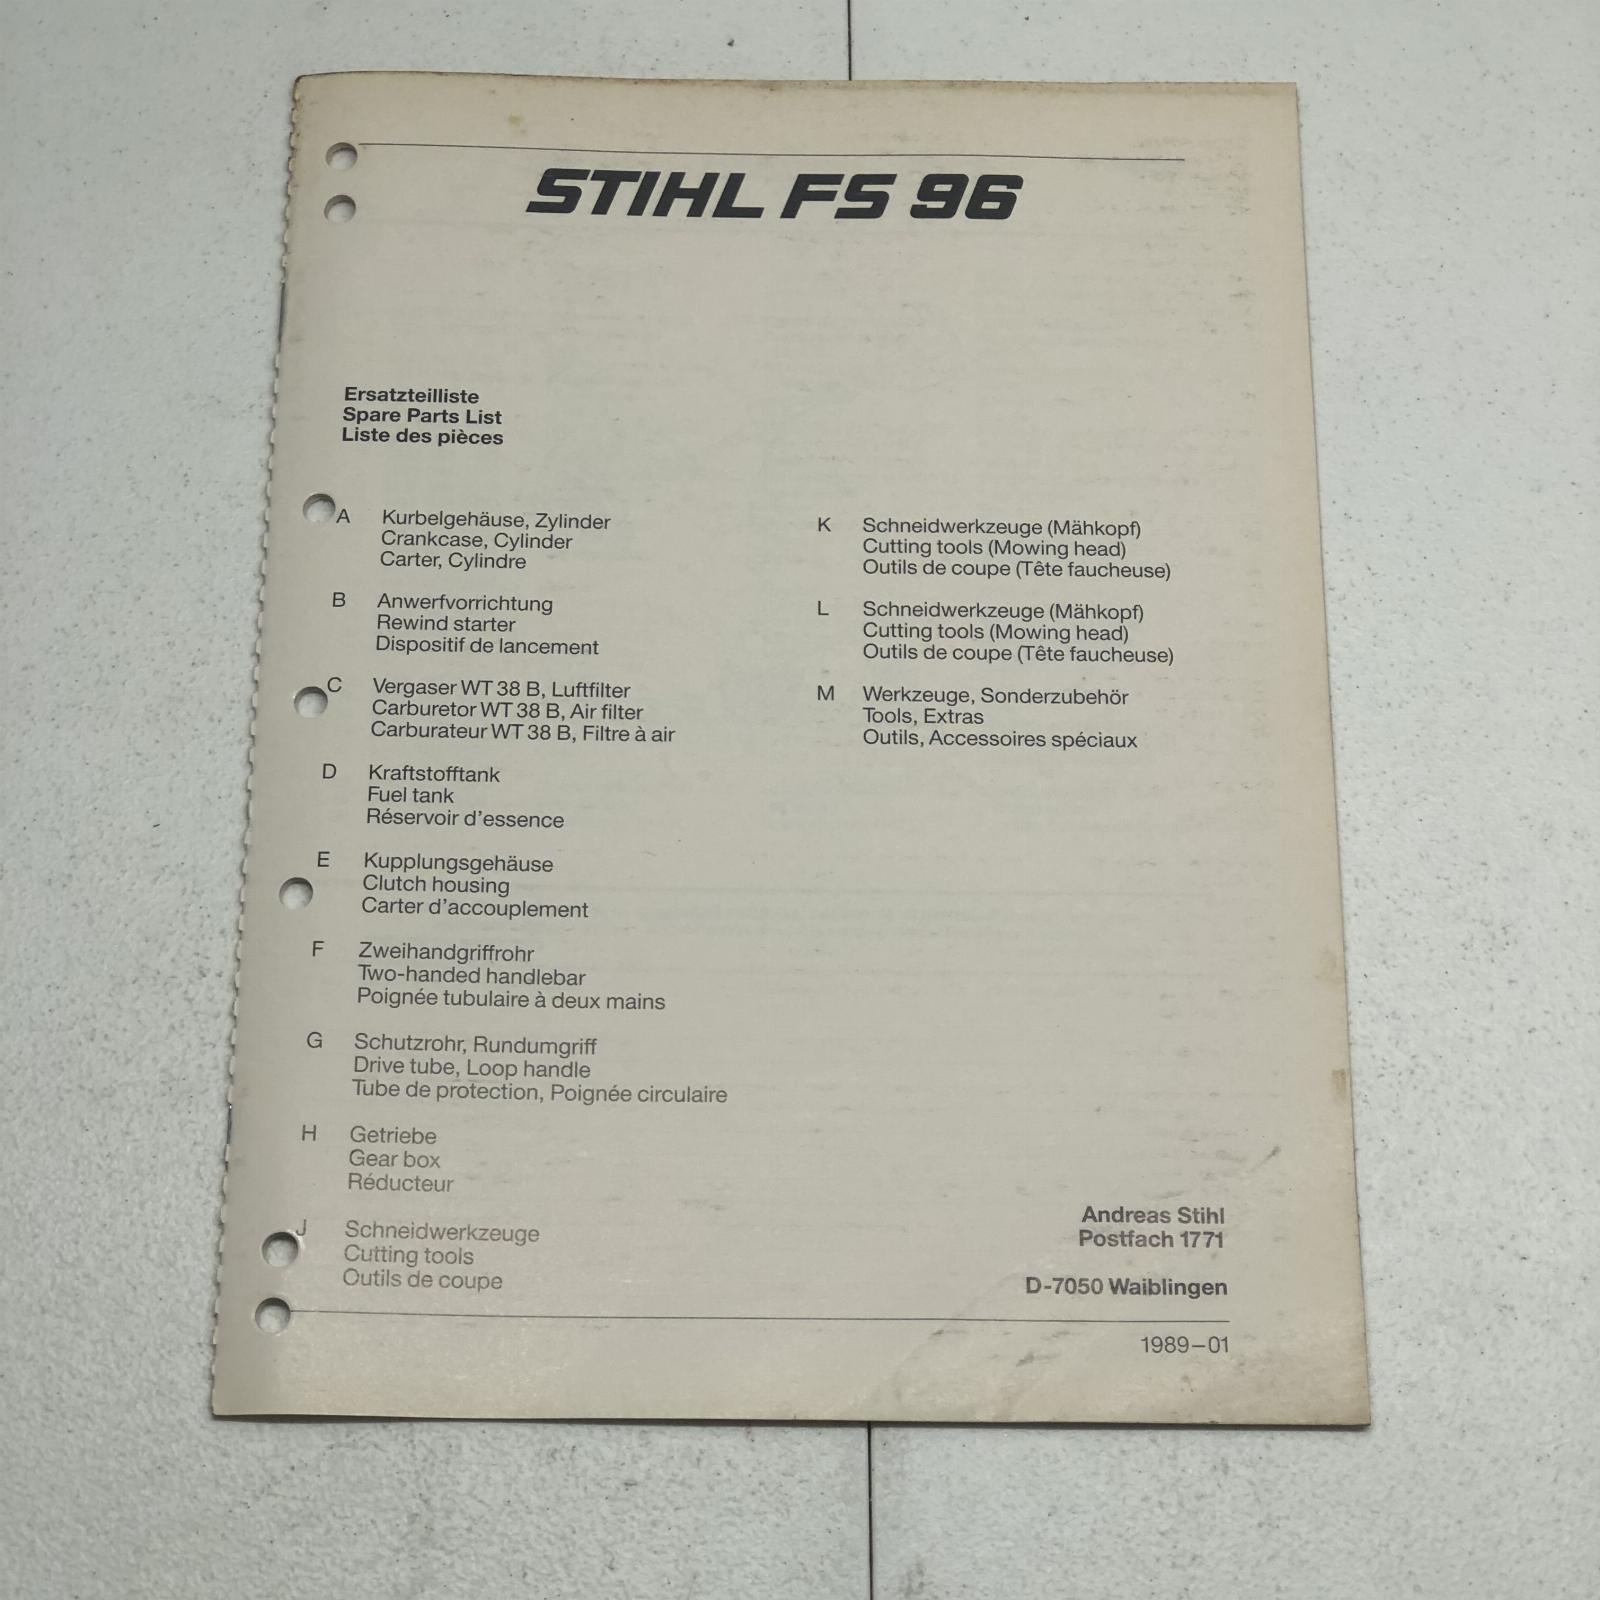 STIHL FS 96
Ersatzteilliste
Spare Parts List
Liste des pièces
A Kurbelgehäuse, Zylinder
Crankcase, Cylinder
Carter, Cylindre
B Anwerfvorrichtung
Rewind starter
Dispositif de lancement
C Vergaser WT 38 B, Luftfilter
Carburetor WT 38 B, Air filter
Carburateur WT 38 B, Filtre à air
D Kraftstofftank
Fuel tank
Réservoir d'essence
E Kupplungsgehäuse
Clutch housing
Carter d'accouplement
F Zweihandgriffrohr
Two-handed handlebar
Poignée tubulaire à deux mains
G Schutzrohr, Rundumgriff
Drive tube, Loop handle
Tube de protection, Poignée circulaire
H Getriebe
Gear box
Réducteur
J Schneidwerkzeuge
Cutting tools
Outils de coupe
K Schneidwerkzeuge (Mähkopf)
Cutting tools (Mowing head)
Outils de coupe (Tête faucheuse)
L Schneidwerkzeuge (Mähkopf)
Cutting tools (Mowing head)
Outils de coupe (Tête faucheuse)
M Werkzeuge, Sonderzubehör
Tools, Extras
Outils, Accessoires spéciaux
Andreas Stihl
Postfach 1771
D-7050 Waiblingen
1989–01